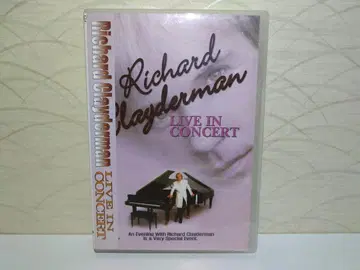 Richard Clayderman LIVE IN CONCERT
Richard
Clayderman
LIVE IN
CONCERT
An Evening With Richard Clayderman
Is a Very Special Event.